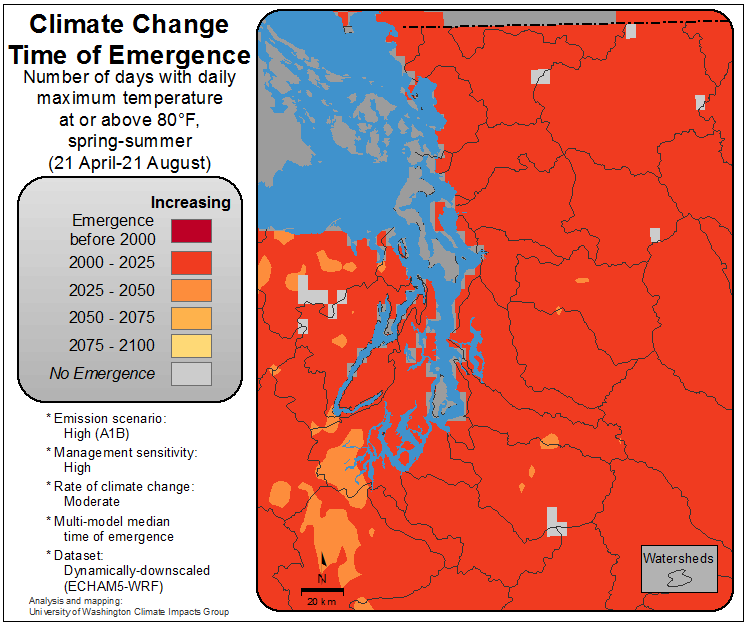 Climate Change
Time of Emergence
Number of days with daily
maximum temperature
at or above 80°F,
spring-summer
(21 April-21 August)
Increasing
Emergence
before 2000
2000 - 2025
2025 - 2050
2050 - 2075
2075 - 2100
No Emergence
* Emission scenario:
High (A1B)
* Management sensitivity:
High
* Rate of climate change:
Moderate
* Multi-model median
time of emergence
* Dataset:
Dynamically-downscaled
(ECHAM5-WRF)
Analysis and mapping:
University of Washington Climate Impacts Group
N
20 km
Watersheds